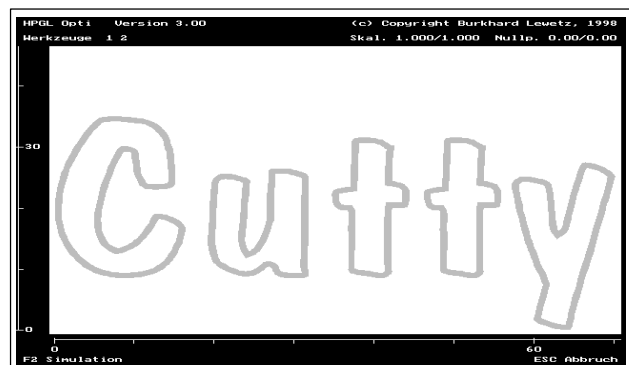 HPGL Opti Version 3.00 (c) Copyright Burkhard Lewetz, 1998
Werkzeuge 1 2 Skal. 1.000/1.000 Nullp. 0.00/0.00
30
Cutty
0
0 60
F2 Simulation ESC Abbruch